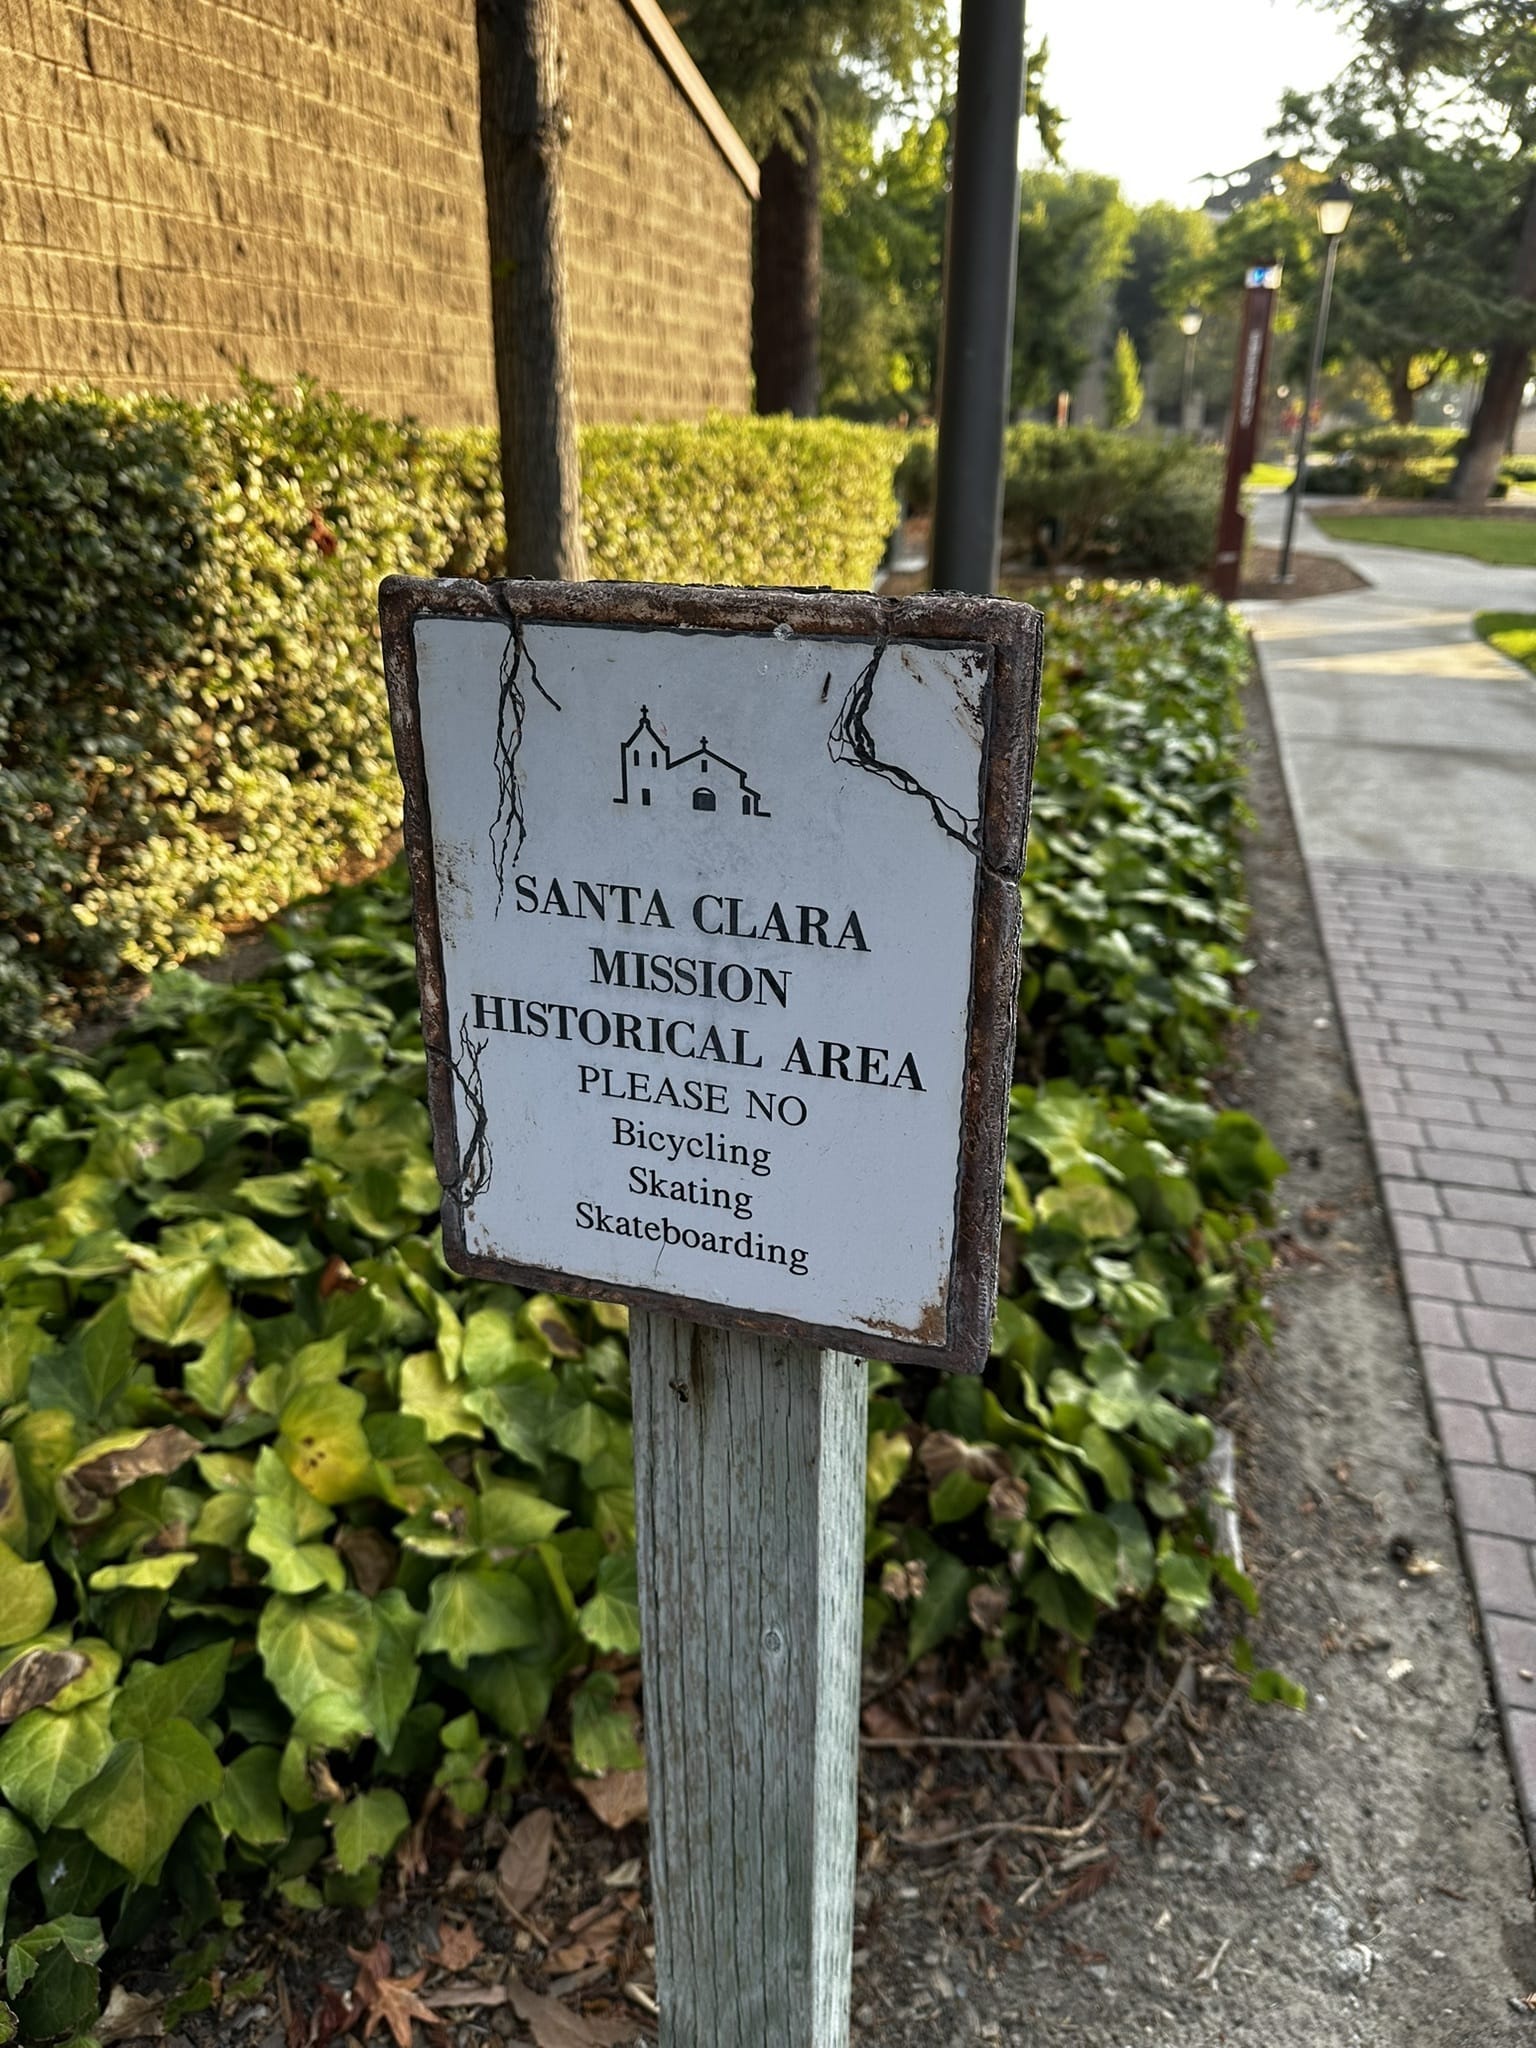 SANTA CLARA
MISSION
HISTORICAL AREA
PLEASE NO
Bicycling
Skating
Skateboarding